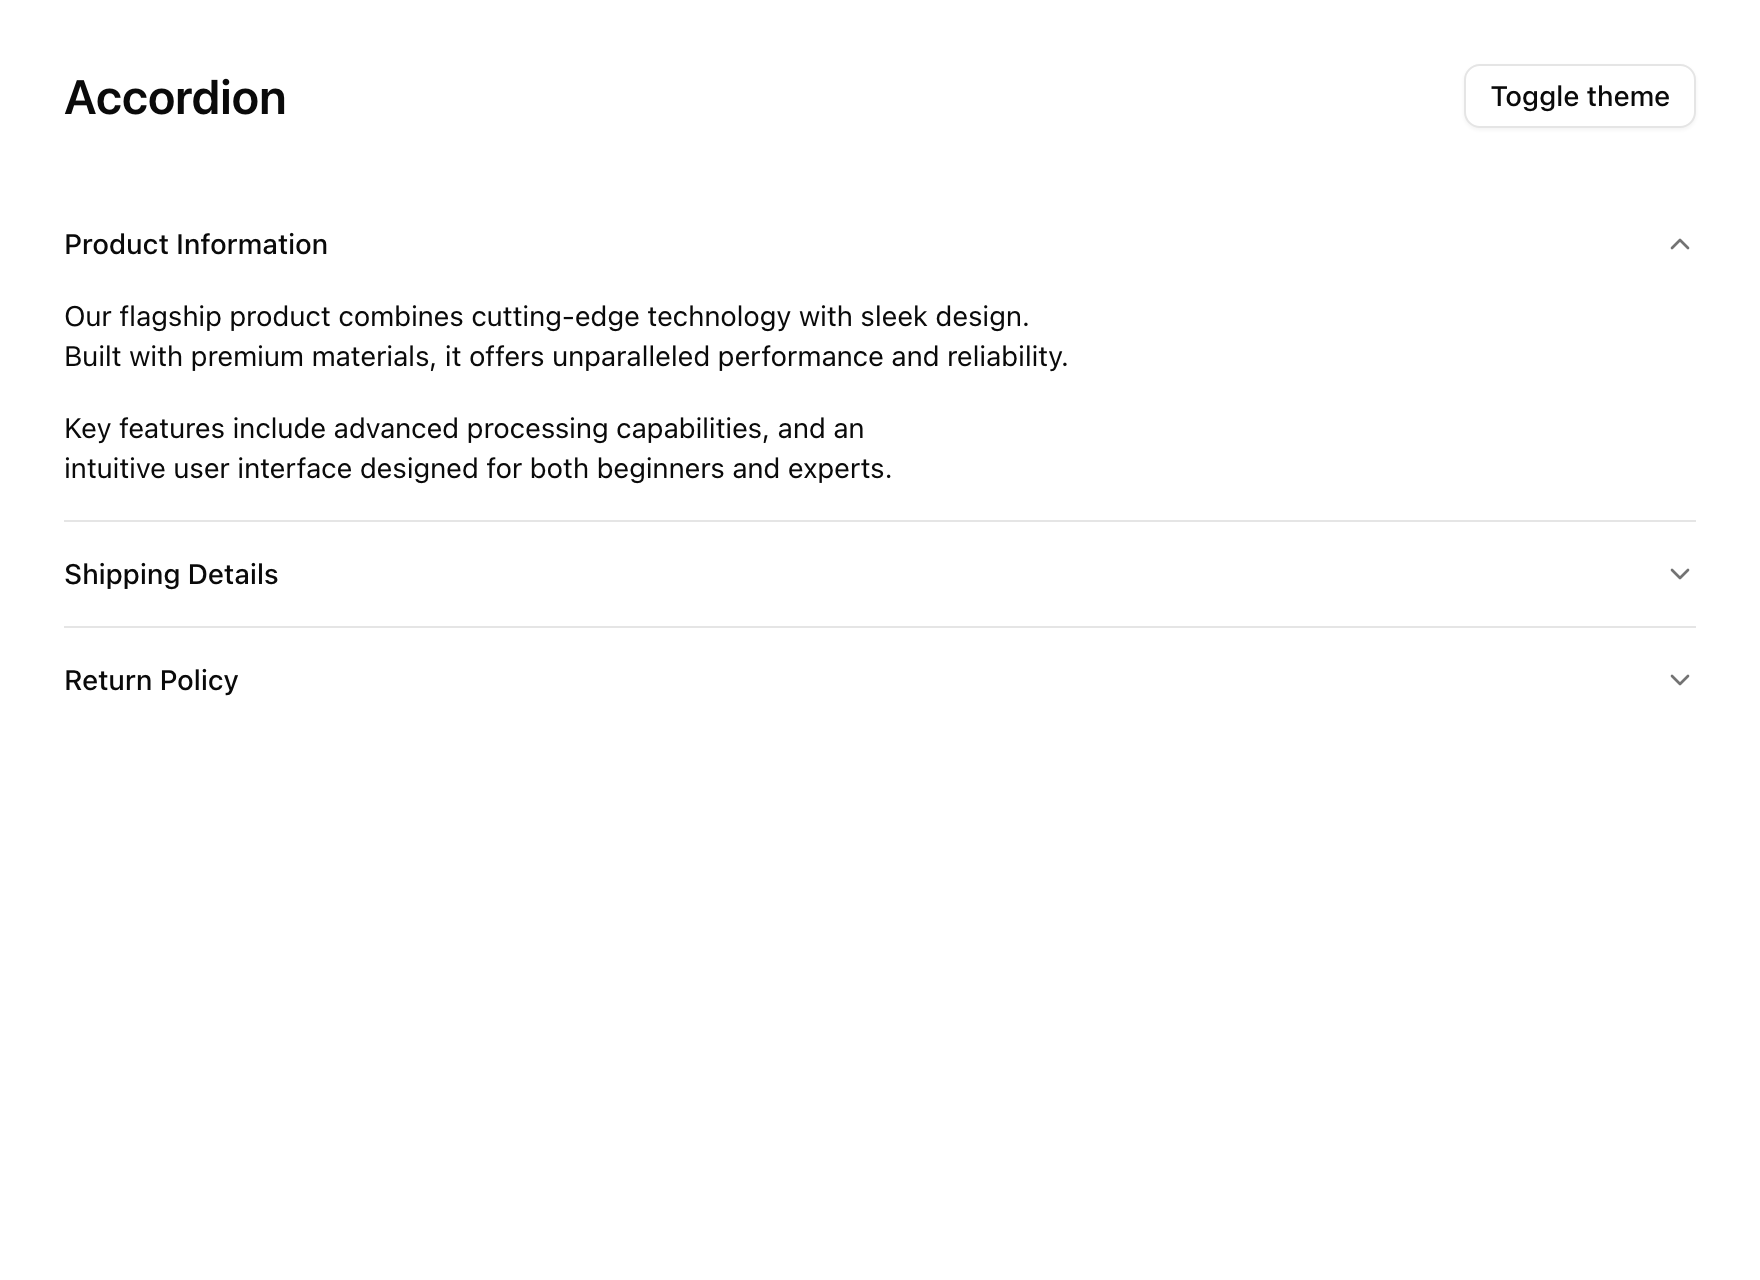 Accordion
Toggle theme
Product Information
Our flagship product combines cutting-edge technology with sleek design.
Built with premium materials, it offers unparalleled performance and reliability.
Key features include advanced processing capabilities, and an
intuitive user interface designed for both beginners and experts.
Shipping Details
Return Policy